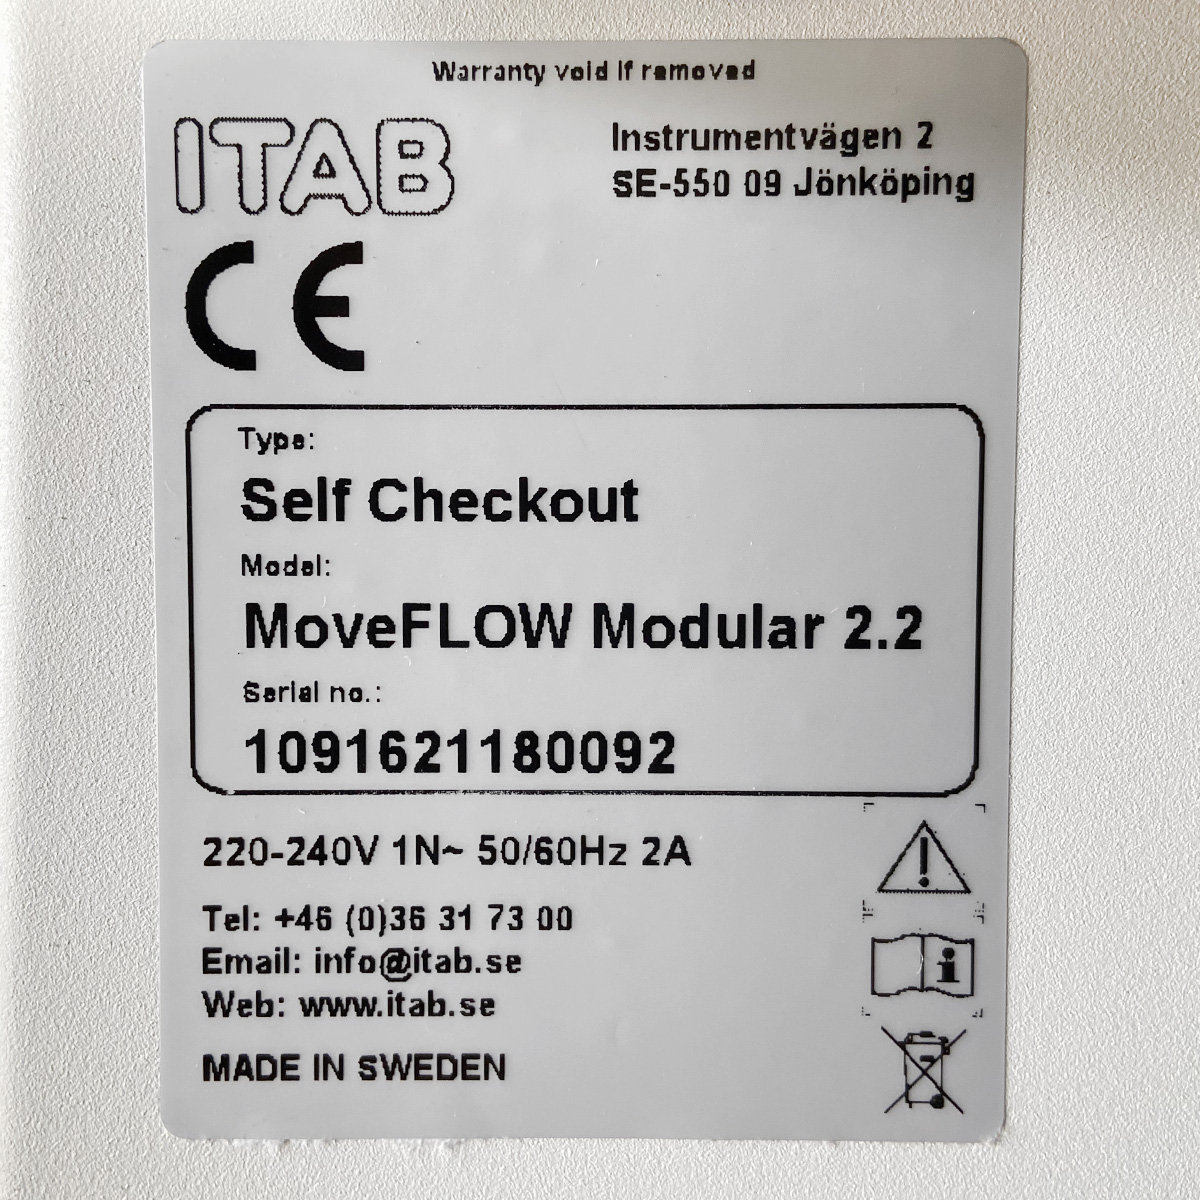 Warranty void if removed
ITAB
Instrumentvägen 2
SE-550 09 Jönköping
CE
Type:
Self Checkout
Model:
MoveFLOW Modular 2.2
Serial no.:
1091621180092
220-240V 1N~ 50/60Hz 2A
Tel: +46 (0)36 31 73 00
Email: info@itab.se
Web: www.itab.se
MADE IN SWEDEN